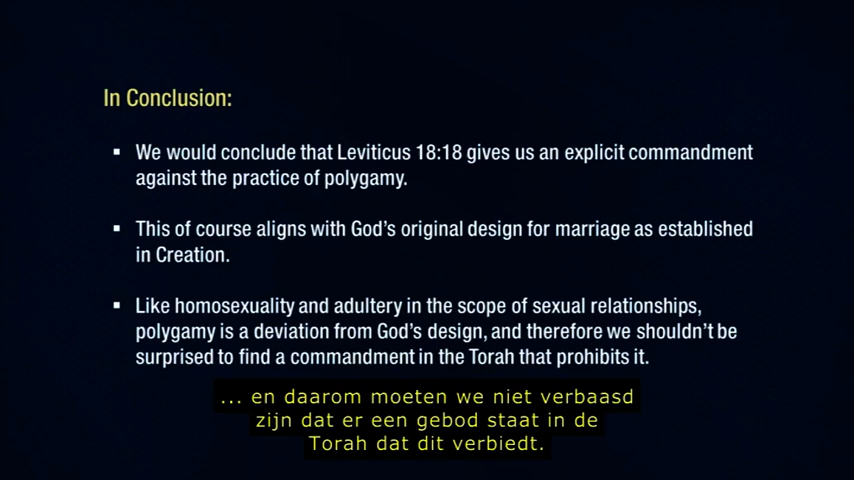 In Conclusion:
▪ We would conclude that Leviticus 18:18 gives us an explicit commandment
against the practice of polygamy.
▪ This of course aligns with God's original design for marriage as established
in Creation.
▪ Like homosexuality and adultery in the scope of sexual relationships,
polygamy is a deviation from God's design, and therefore we shouldn't be
surprised to find a commandment in the Torah that prohibits it.
... en daarom moeten we niet verbaasd
zijn dat er een gebod staat in de
Torah dat dit verbiedt.